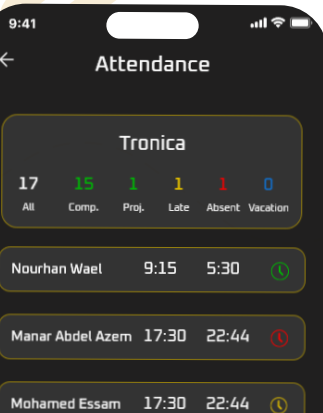 9:41
Attendance
Tronica
17 15 1 1 1 0
All Comp. Proj. Late Absent Vacation
Nourhan Wael 9:15 5:30
Manar Abdel Azem 17:30 22:44
Mohamed Essam 17:30 22:44